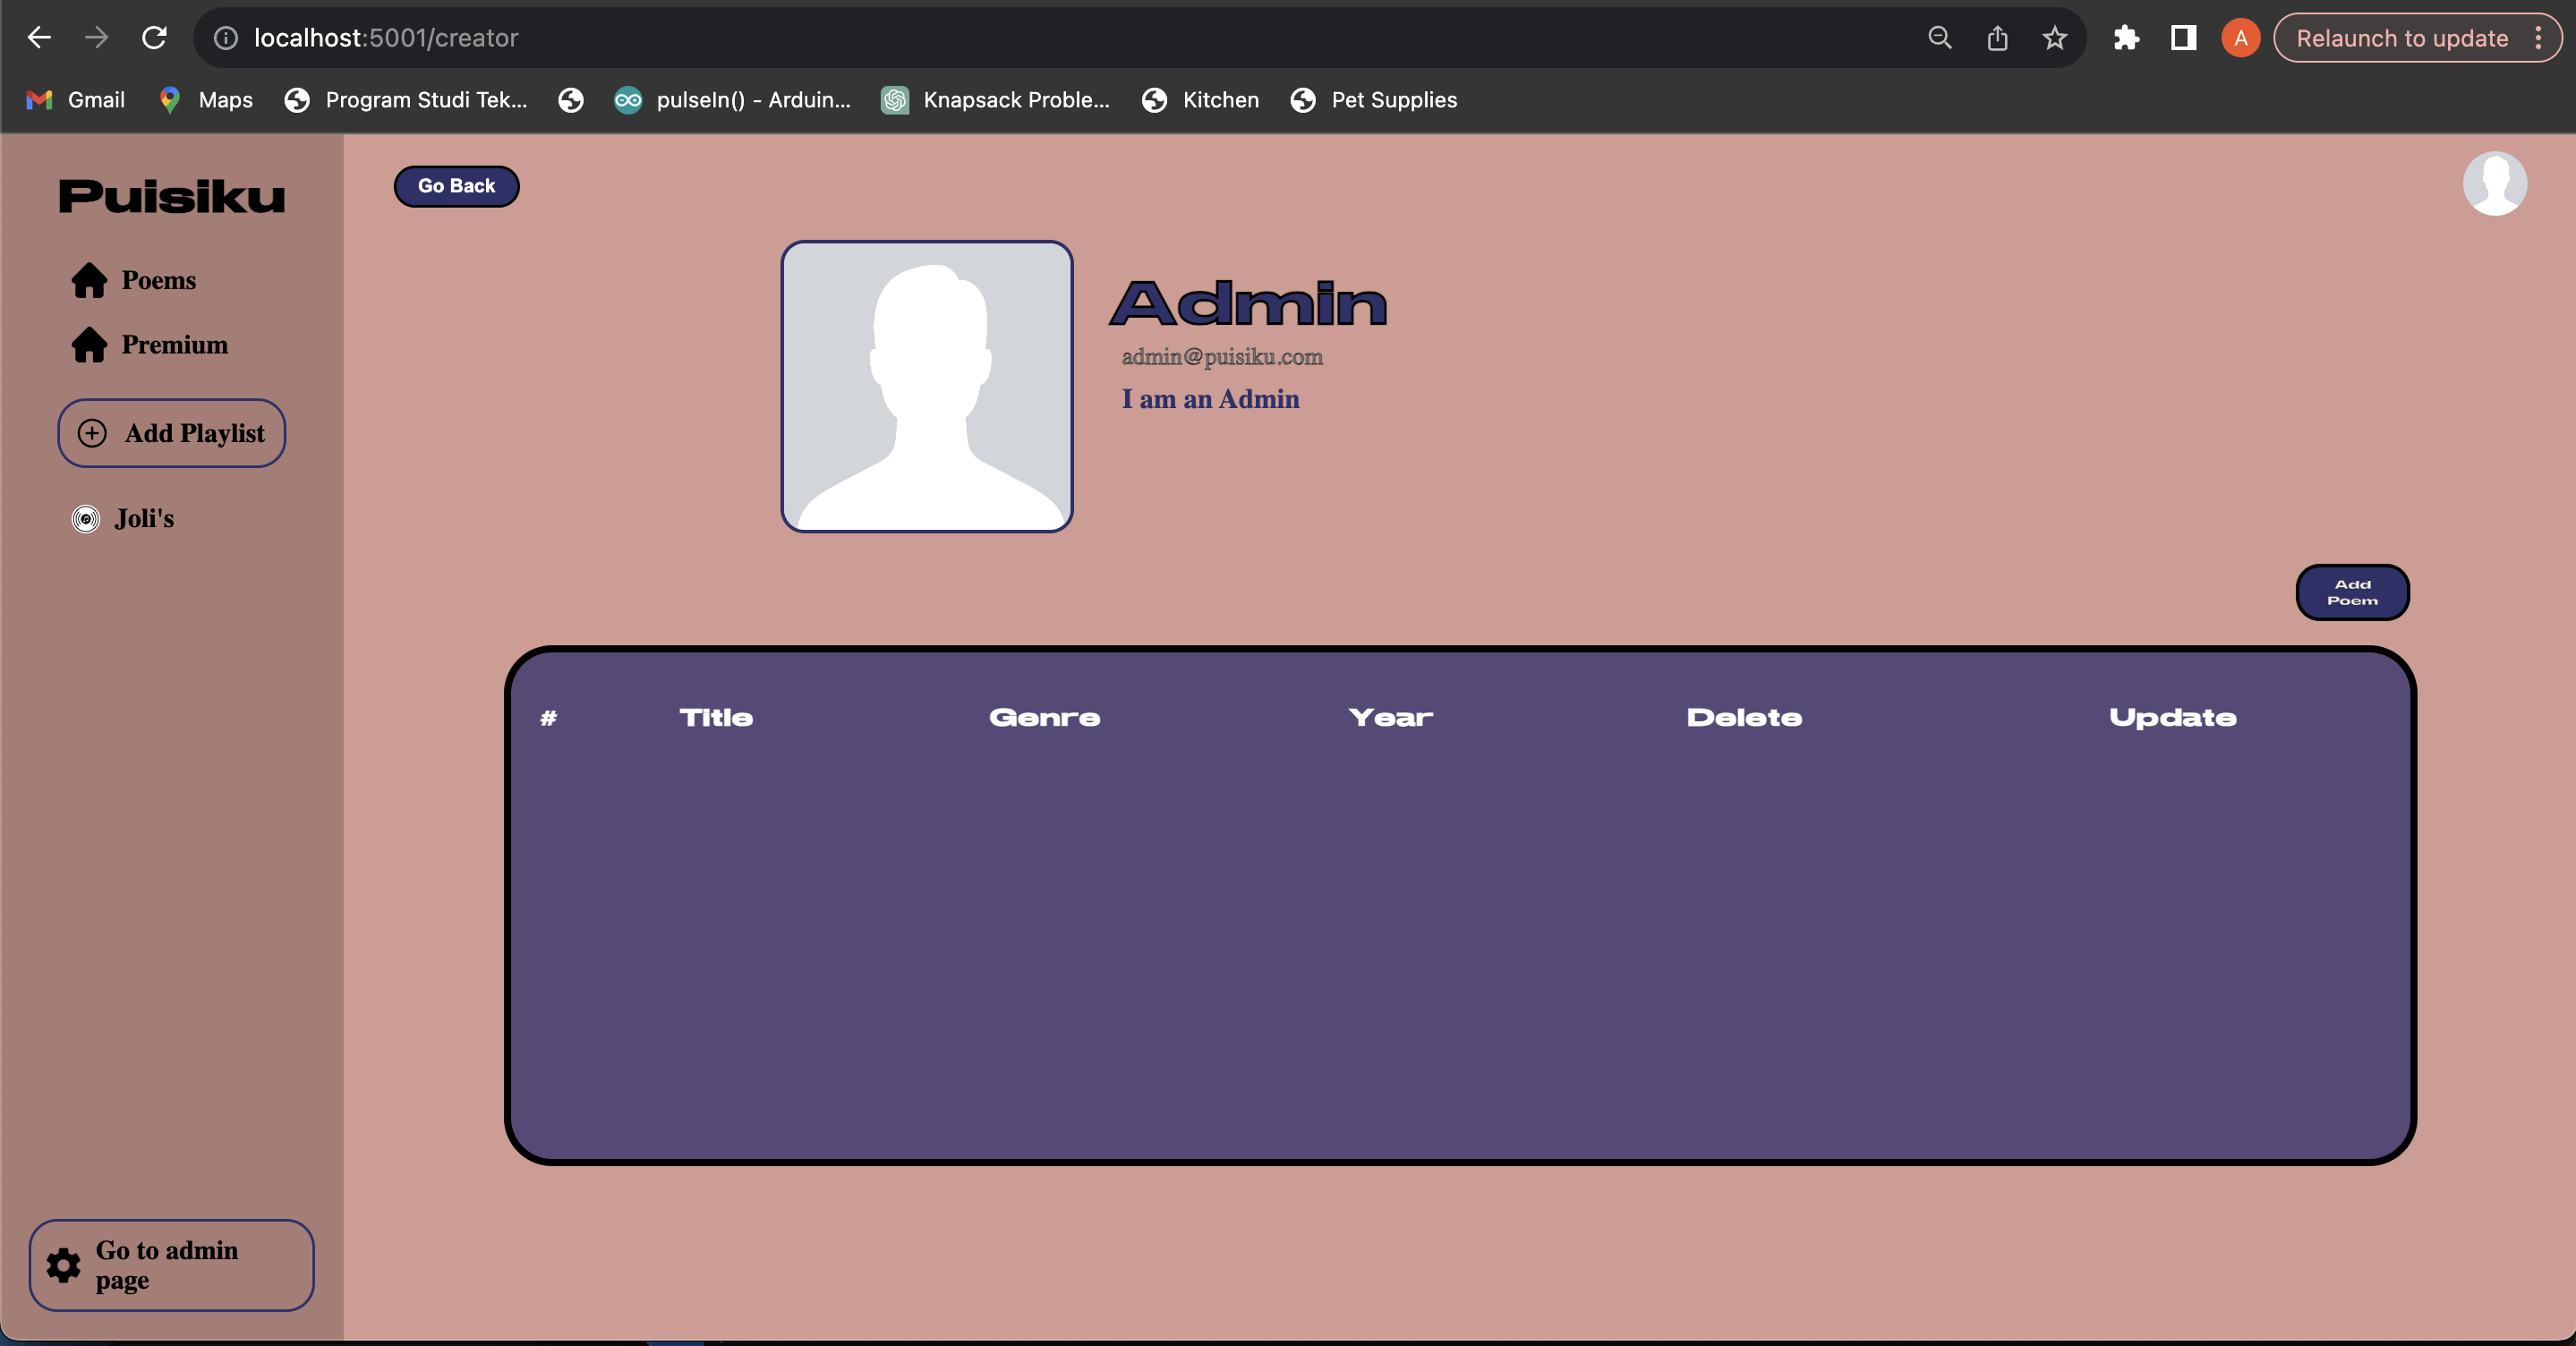 localhost:5001/creator
A
Relaunch to update
Gmail
Maps
Program Studi Tek...
pulseIn() - Arduin...
Knapsack Proble...
Kitchen
Pet Supplies
Puisiku
Poems
Premium
Add Playlist
Joli's
Go to admin
page
Go Back
Admin
admin@puisiku.com
I am an Admin
Add
Poem
# Title Genre Year Delete Update